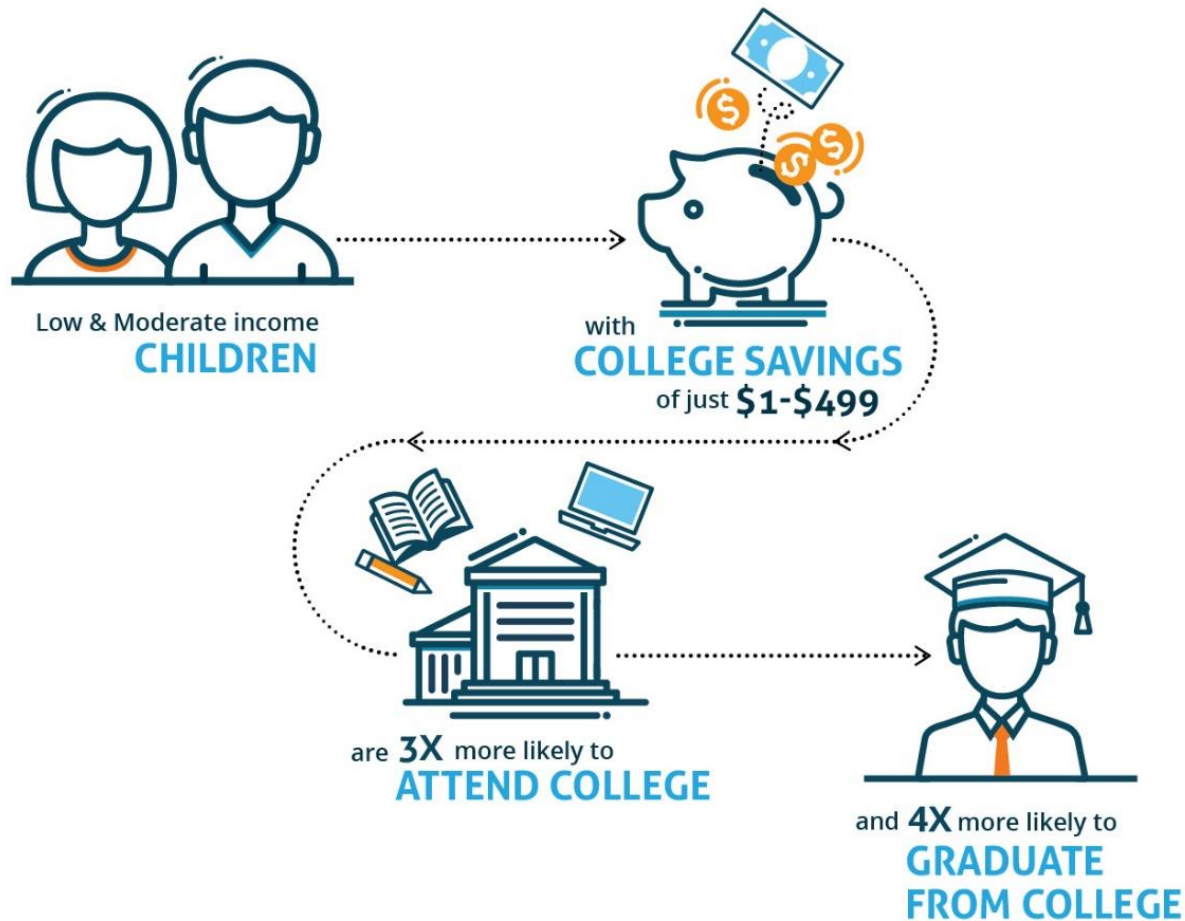 Low & Moderate income
CHILDREN
with
COLLEGE SAVINGS
of just $1-$499
are 3X more likely to
ATTEND COLLEGE
and 4X more likely to
GRADUATE
FROM COLLEGE